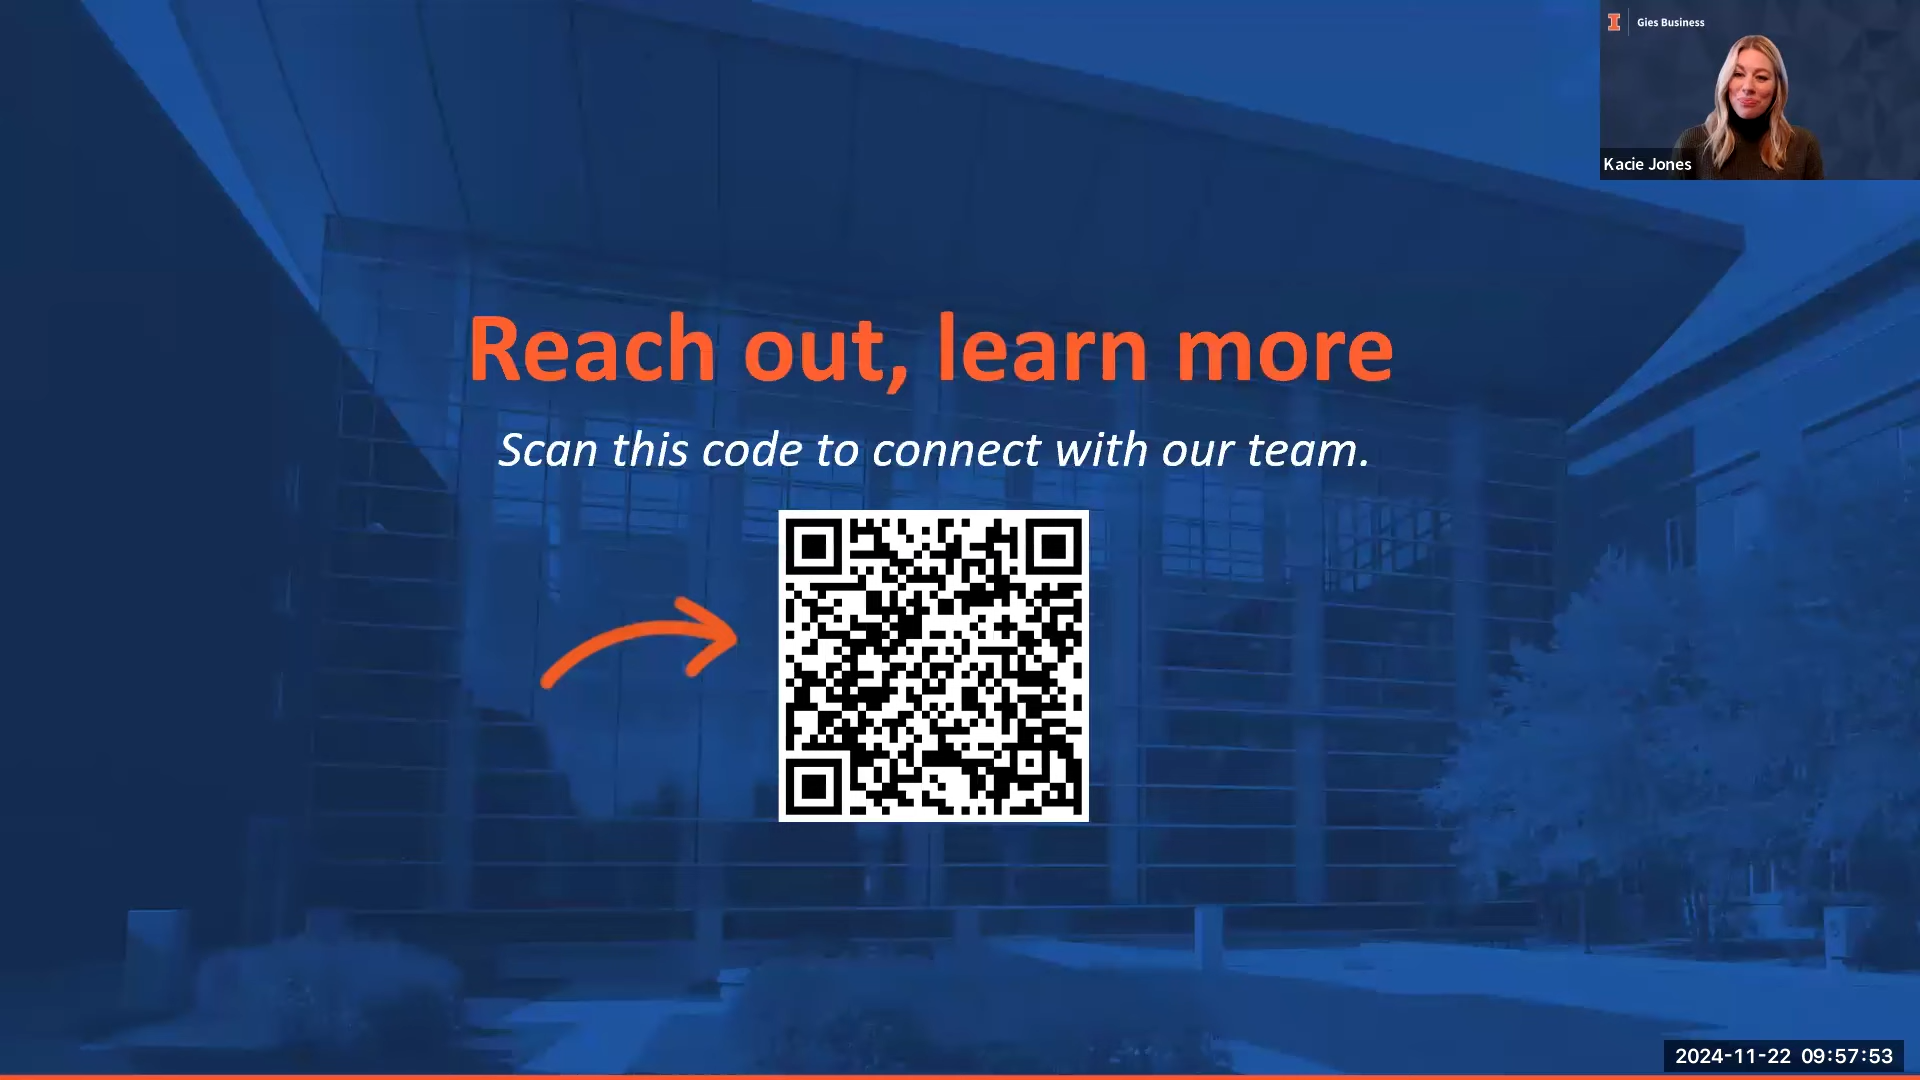 Gies Business
Kacie Jones
Reach out, learn more
Scan this code to connect with our team.
2024-11-22 09:57:53